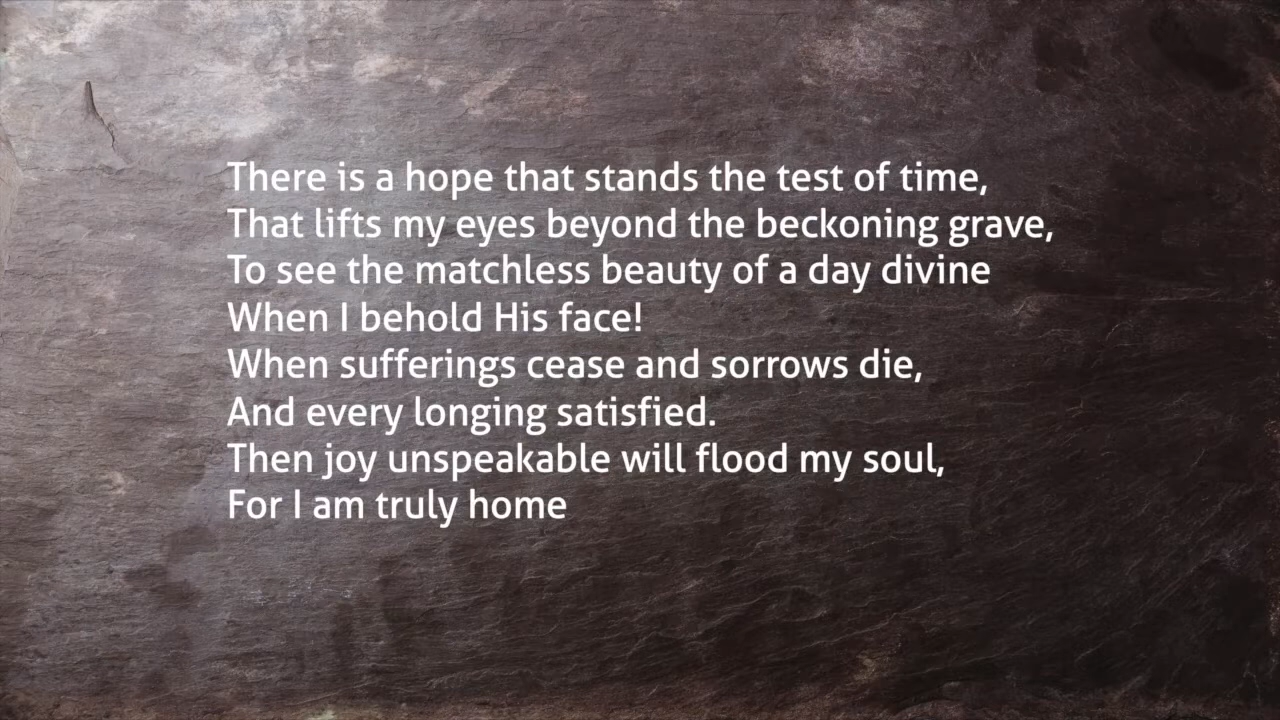 There is a hope that stands the test of time,
That lifts my eyes beyond the beckoning grave,
To see the matchless beauty of a day divine
When I behold His face!
When sufferings cease and sorrows die,
And every longing satisfied.
Then joy unspeakable will flood my soul,
For I am truly home